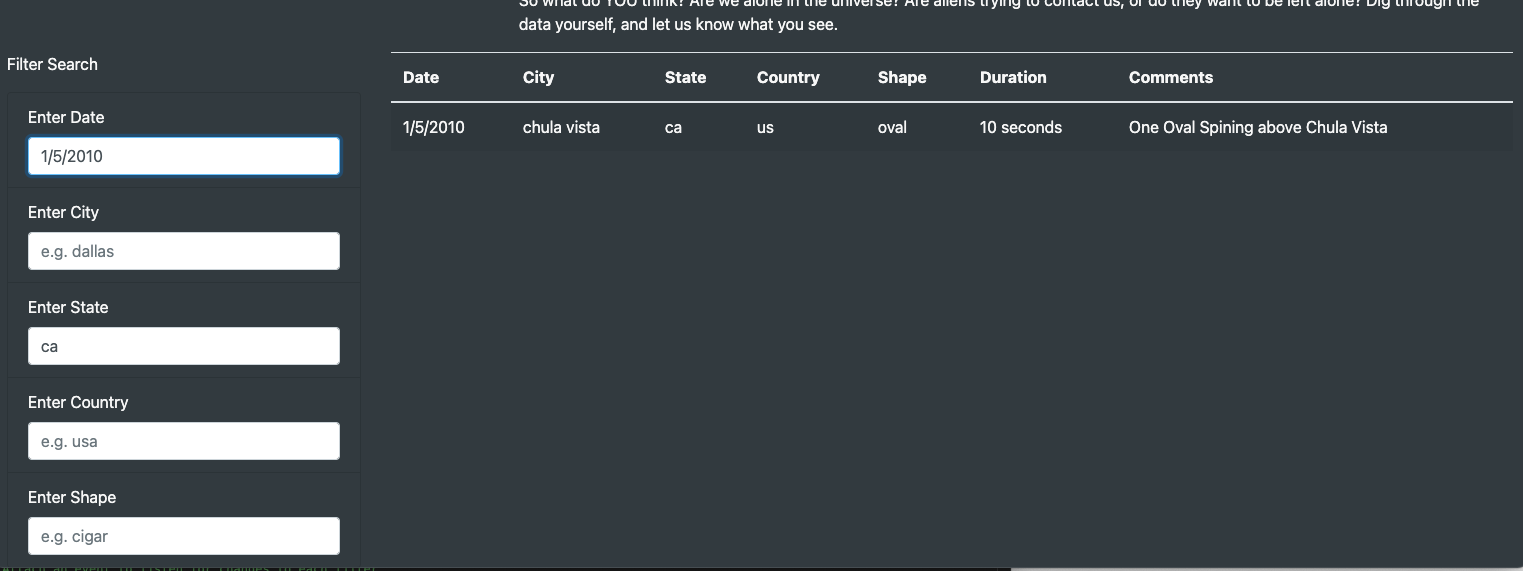 So what do YOU think? Are we alone in the universe? Are aliens trying to contact us, or do they want to be left alone? Dig through the
data yourself, and let us know what you see.
Filter Search
Enter Date
1/5/2010
Enter City
e.g. dallas
Enter State
ca
Enter Country
e.g. usa
Enter Shape
e.g. cigar
Date City State Country Shape Duration Comments
1/5/2010 chula vista ca us oval 10 seconds One Oval Spining above Chula Vista